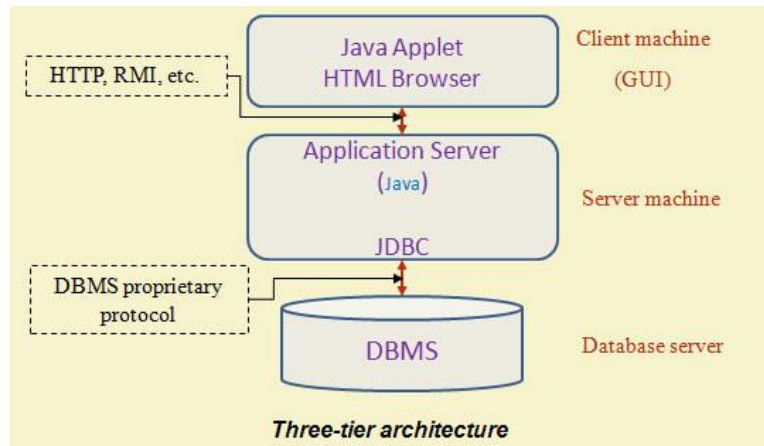 Java Applet
HTML Browser
Client machine
(GUI)
HTTP, RMI, etc.
Application Server
(Java)
JDBC
Server machine
DBMS proprietary
protocol
DBMS
Database server
Three-tier architecture